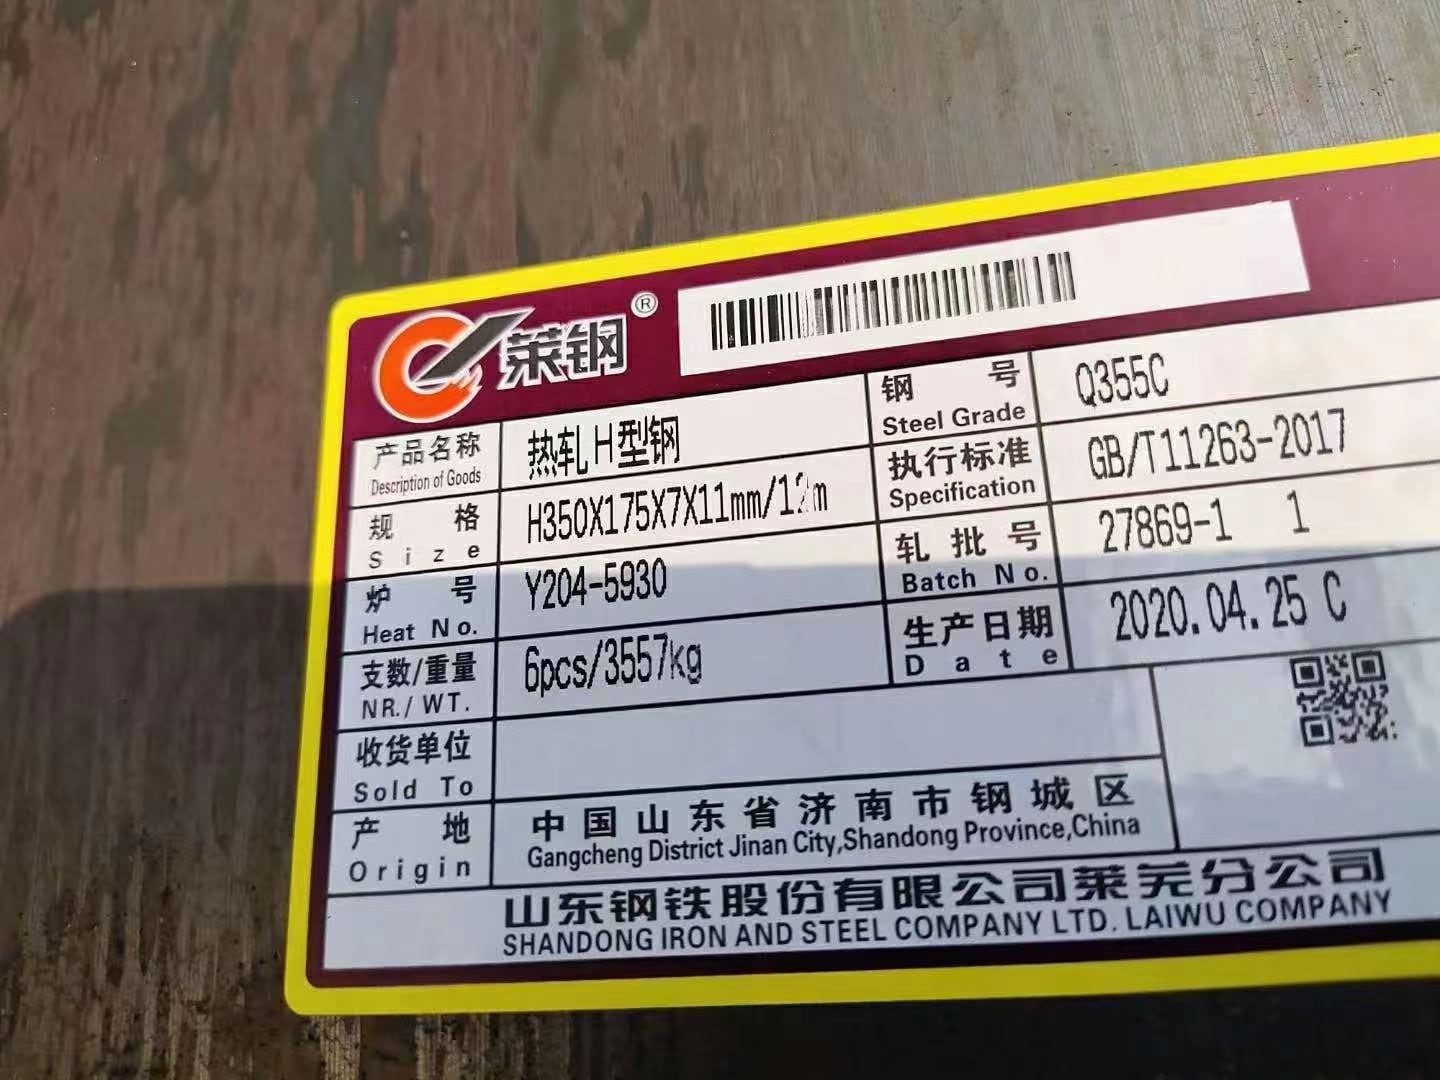 莱钢®
产品名称 热轧H型钢 钢号 Q355C
Description of Goods Steel Grade
规格 H350X175X7X11mm/12m 执行标准 GB/T11263-2017
Size Specification
炉号 Y204-5930 轧批号 27869-1 1
Heat No. Batch No.
支数/重量 6pcs/3557kg 生产日期 2020.04.25 C
NR./WT. Date
收货单位
Sold To
产地 中国山东省济南市钢城区
Origin Gangcheng District Jinan City,Shandong Province,China
山东钢铁股份有限公司莱芜分公司
SHANDONG IRON AND STEEL COMPANY LTD. LAIWU COMPANY